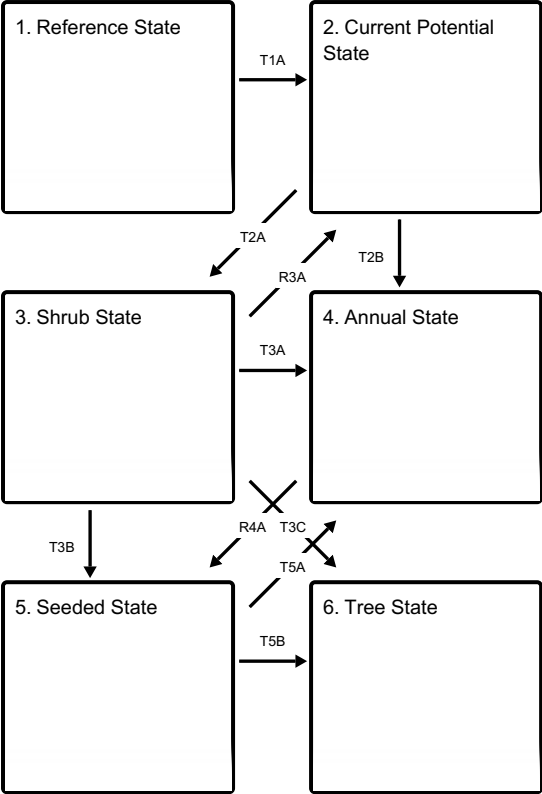 1. Reference State
2. Current Potential
State
T1A
T2A
R3A
T2B
3. Shrub State
4. Annual State
T3A
R4A
T3C
T3B
T5A
5. Seeded State
6. Tree State
T5B